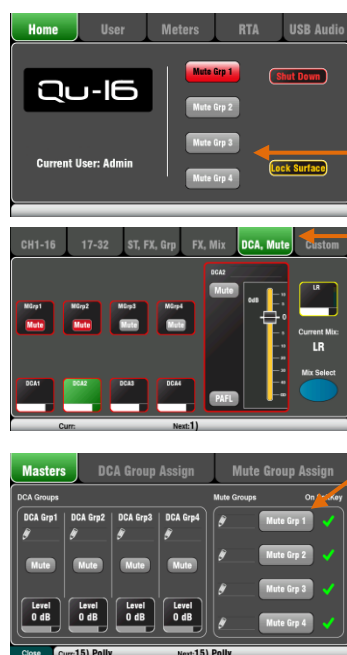 Home User Meters RTA USB Audio
Qu-16
Mute Grp 1
Shut Down
Mute Grp 2
Mute Grp 3
Current User: Admin
Lock Surface
Mute Grp 4
CH1-16 17-32 ST, FX, Grp FX, Mix DCA, Mute Custom
DCA2
Mute
0dB
LR
MGrp1 MGrp2 MGrp3 MGrp4
Mute Mute Mute Mute
0
Current Mix:
LR
Mix Select
DCA1 DCA2 DCA3 DCA4
PAFL
Curr: Next:1)
Masters DCA Group Assign Mute Group Assign
DCA Groups Mute Groups
DCA Grp1 DCA Grp2 DCA Grp3 DCA Grp4
Mute Grp 1
Mute Mute Mute Mute
Mute Grp 2
Mute Grp 3
Level Level Level Level
0 dB 0 dB 0 dB 0 dB
Mute Grp 4
Close Curr:15) Polly Next:15) Polly